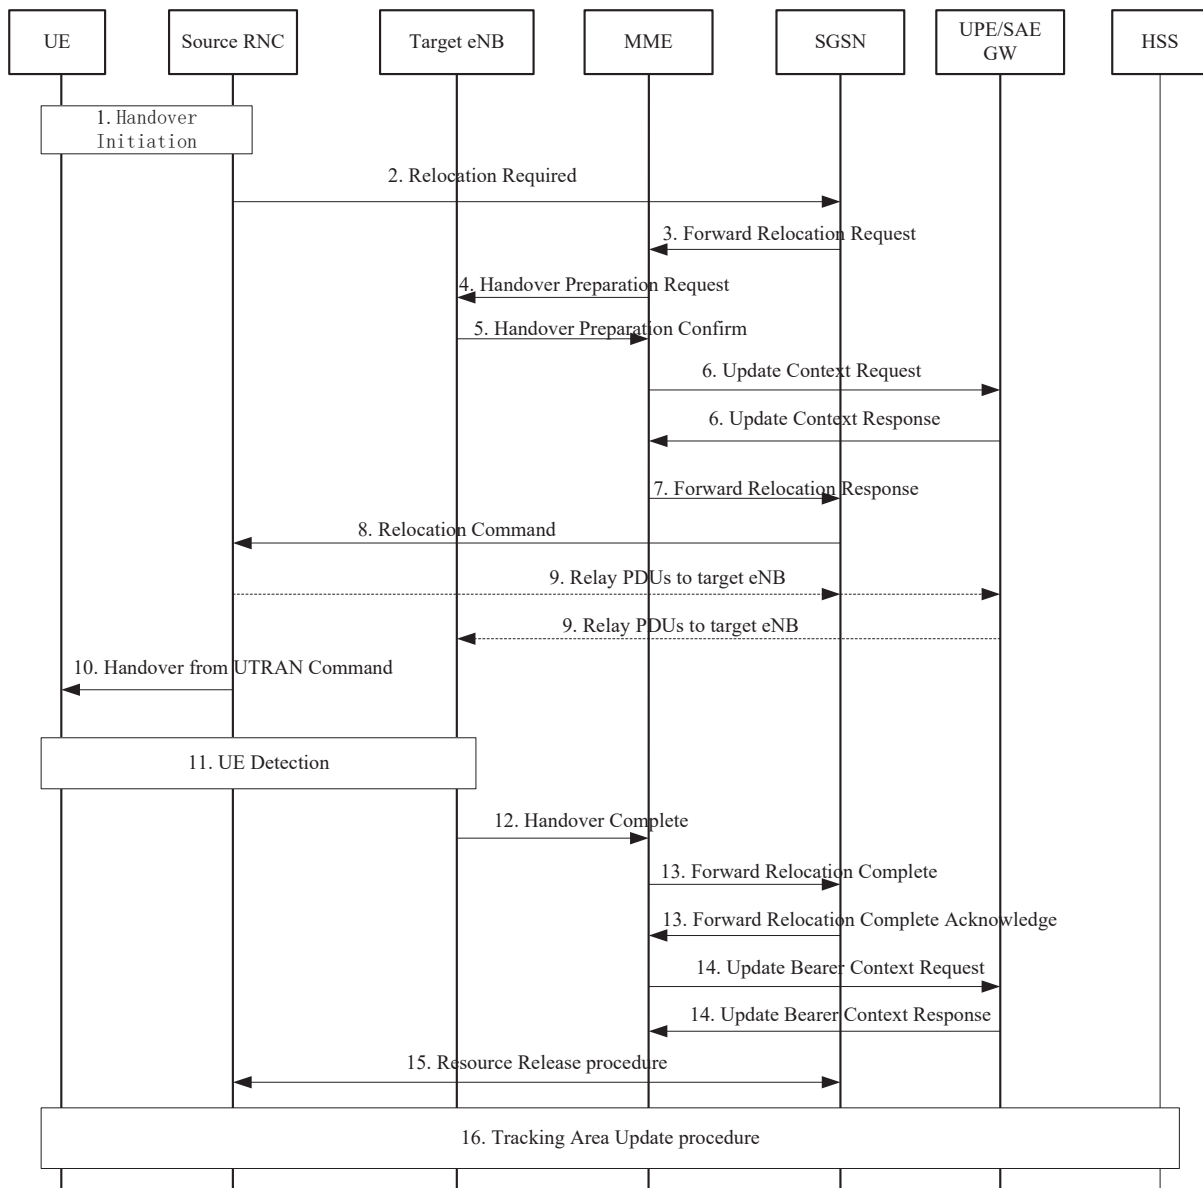 UE
Source RNC
Target eNB
MME
SGSN
UPE/SAE
GW
HSS
1. Handover
Initiation
2. Relocation Required
3. Forward Relocation Request
4. Handover Preparation Request
5. Handover Preparation Confirm
6. Update Context Request
6. Update Context Response
7. Forward Relocation Response
8. Relocation Command
9. Relay PDUs to target eNB
9. Relay PDUs to target eNB
10. Handover from UTRAN Command
11. UE Detection
12. Handover Complete
13. Forward Relocation Complete
13. Forward Relocation Complete Acknowledge
14. Update Bearer Context Request
14. Update Bearer Context Response
15. Resource Release procedure
16. Tracking Area Update procedure